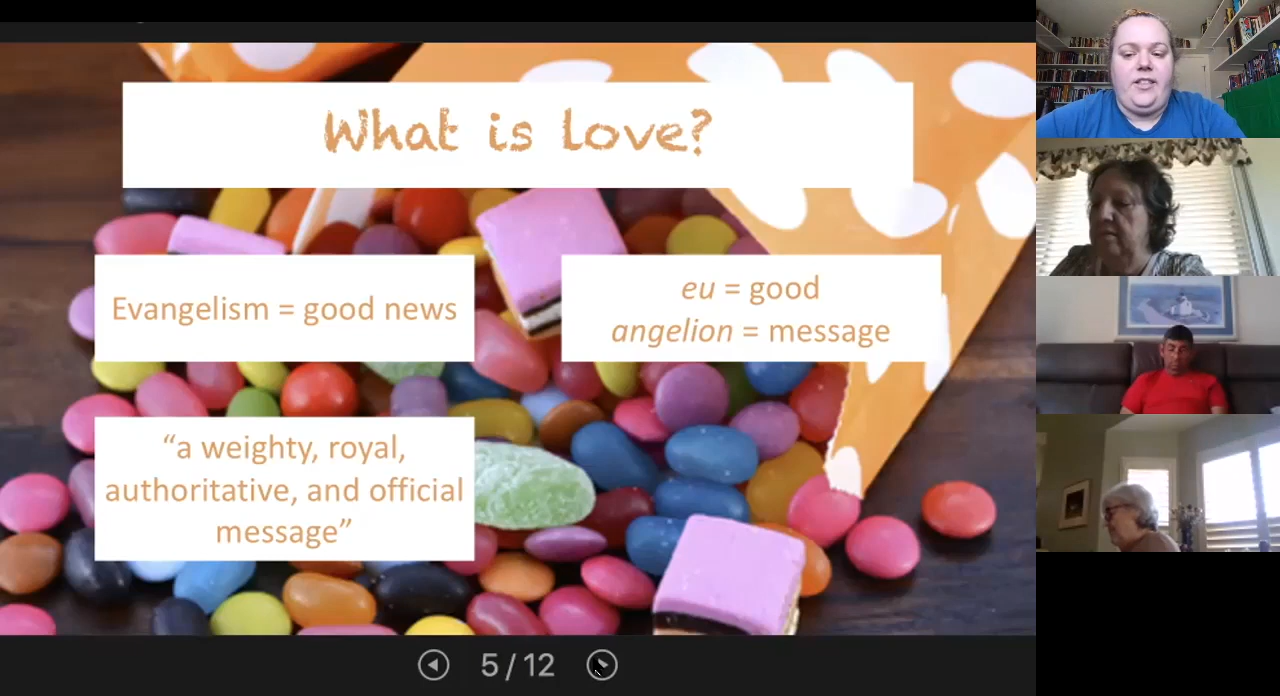 What is love?
Evangelism = good news
eu = good
angelion = message
“a weighty, royal,
authoritative, and official
message”
5 / 12